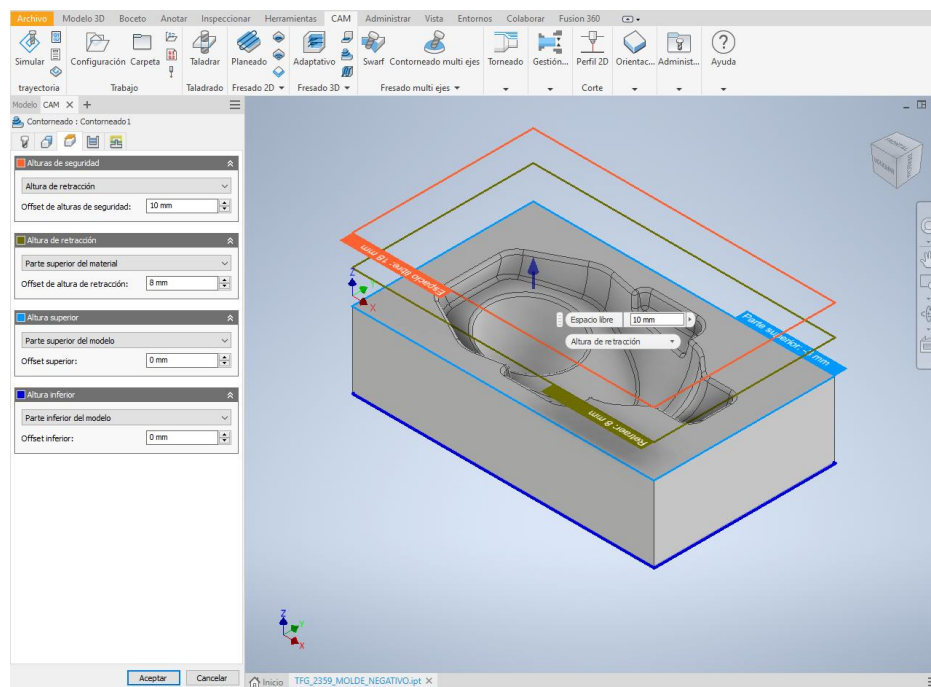 Archivo Modelo 3D Boceto Anotar Inspeccionar Herramientas CAM Administrar Vista Entornos Colaborar Fusion 360
Simular Configuración Carpeta Taladrar Planeado Adaptativo Swarf Contorneado multi ejes Torneado Gestión... Perfil 2D Orientac... Administ... Ayuda
trayectoria Trabajo Taladrado Fresado 2D Fresado 3D Fresado multi ejes Corte
Modelo CAM
Contorneado : Contorneado1
Alturas de seguridad
Altura de retracción
Offset de alturas de seguridad: 10 mm
Altura de retracción
Parte superior del material
Offset de altura de retracción: 8 mm
Altura superior
Parte superior del modelo
Offset superior: 0 mm
Altura inferior
Parte inferior del modelo
Offset inferior: 0 mm
Espacio libre: 18 mm
Z
Y
X
Espacio libre 10 mm
Altura de retracción
Retraer: 8 mm
Z
Y
X
Aceptar Cancelar
Inicio TFG_2359_MOLDE_NEGATIVO.ipt